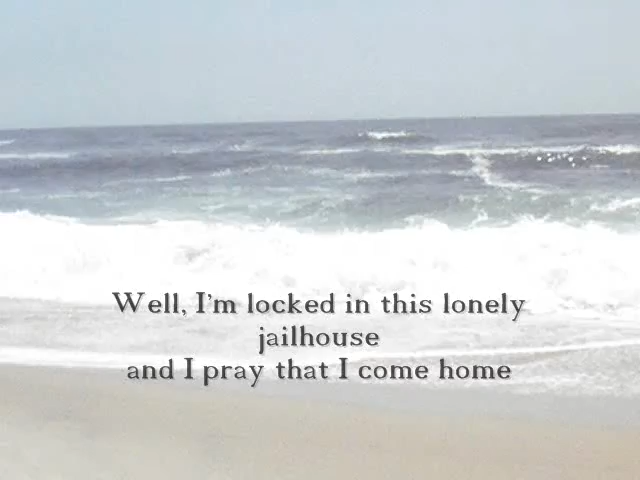 Well, I'm locked in this lonely
jailhouse
and I pray that I come home